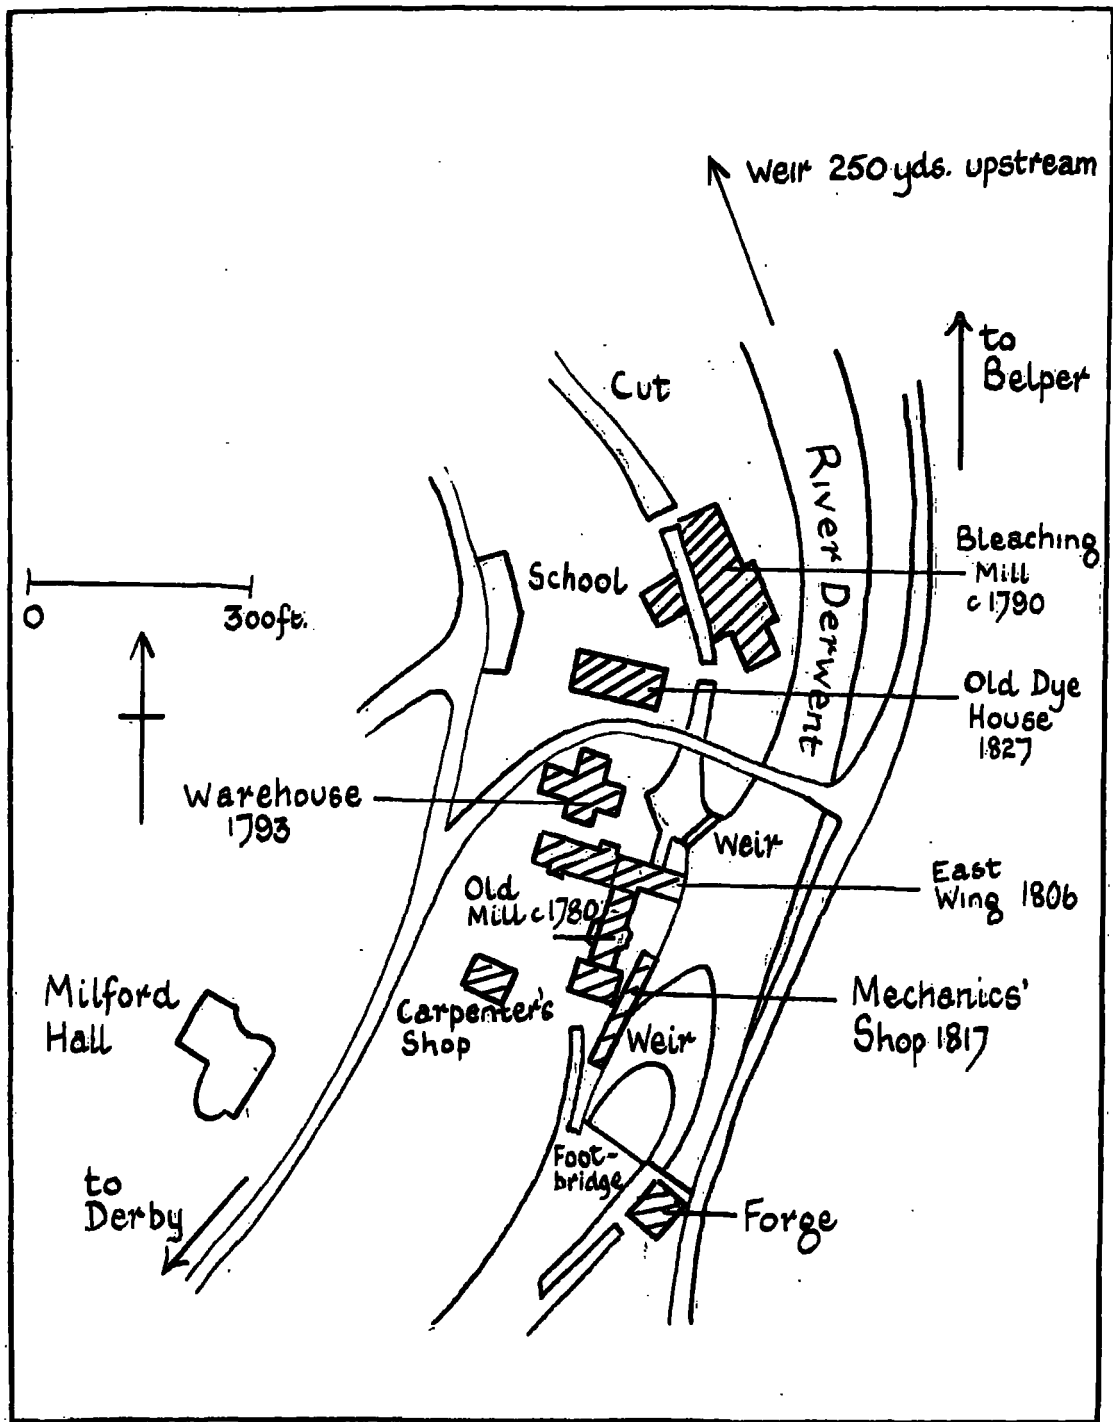 Weir 250 yds. upstream
to
Belper
Cut
River Derwent
Bleaching
Mill
c 1790
School
0 300ft.
Old Dye
House
1827
Warehouse
1793
Weir
East
Wing 1806
Old
Mill c 1780
Milford
Hall
Carpenter's
Shop
Mechanics'
Shop 1817
Weir
Foot-
bridge
to
Derby
Forge